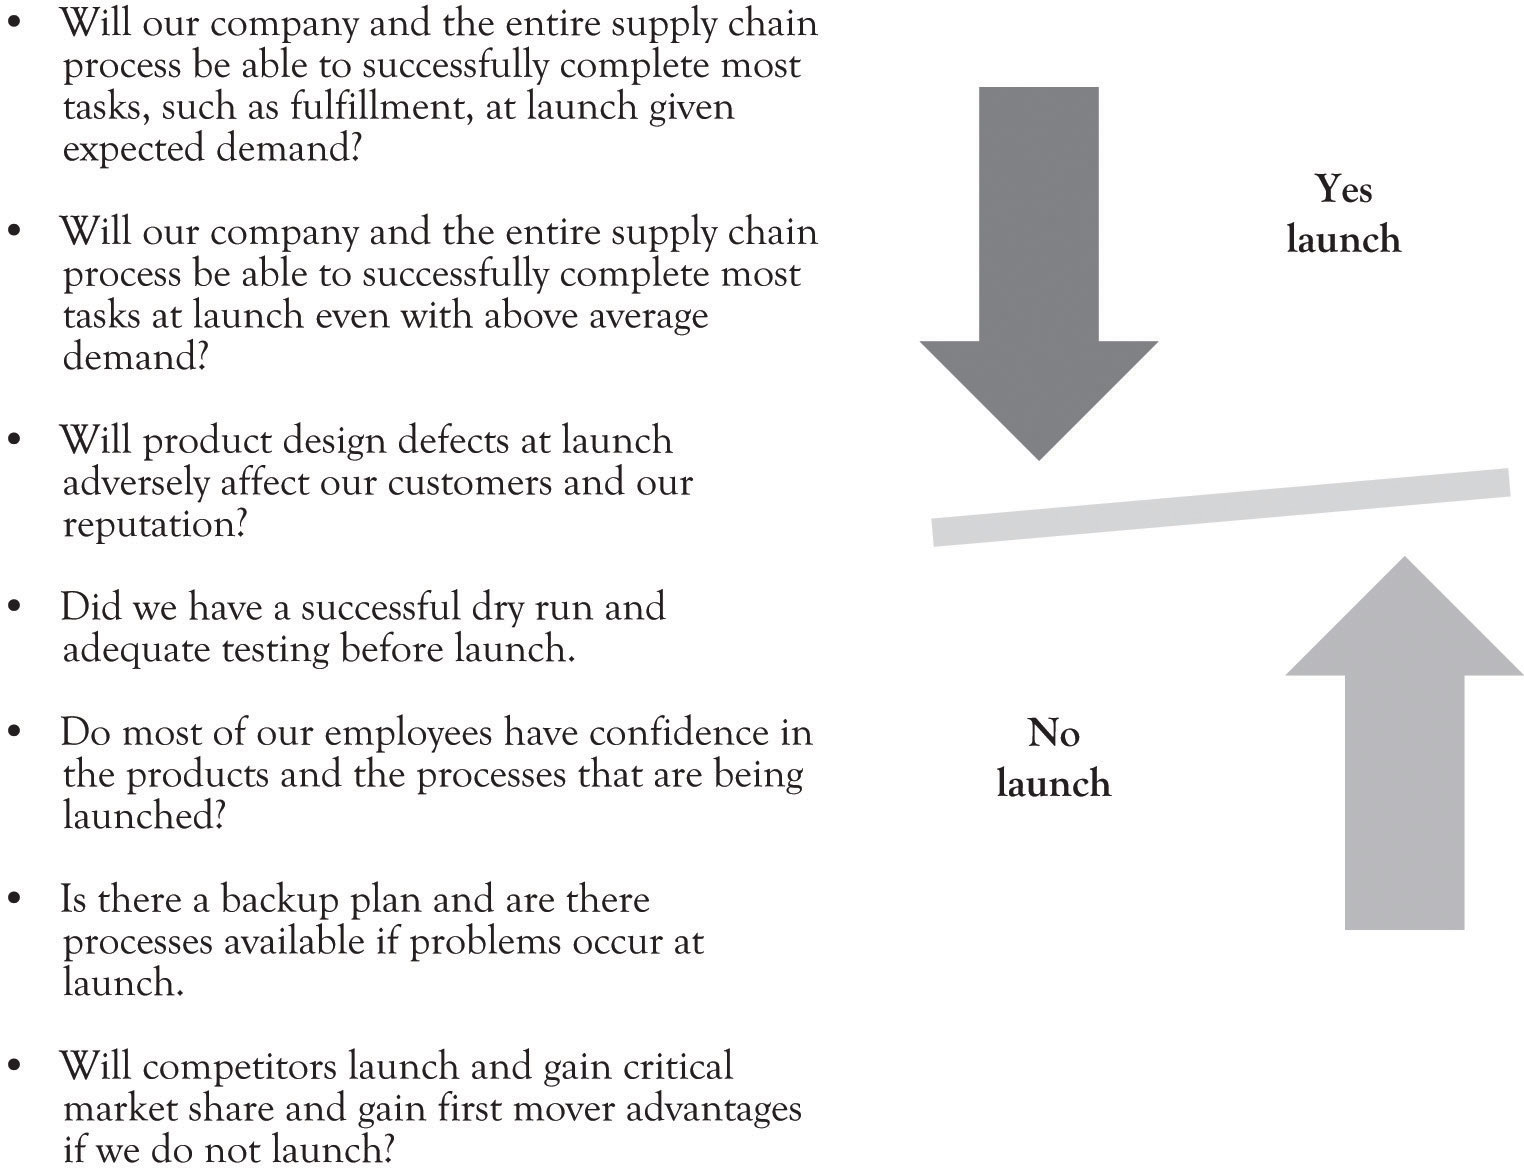 • Will our company and the entire supply chain
process be able to successfully complete most
tasks, such as fulfillment, at launch given
expected demand?
• Will our company and the entire supply chain
process be able to successfully complete most
tasks at launch even with above average
demand?
• Will product design defects at launch
adversely affect our customers and our
reputation?
• Did we have a successful dry run and
adequate testing before launch.
• Do most of our employees have confidence in
the products and the processes that are being
launched?
• Is there a backup plan and are there
processes available if problems occur at
launch.
• Will competitors launch and gain critical
market share and gain first mover advantages
if we do not launch?
Yes
launch
No
launch